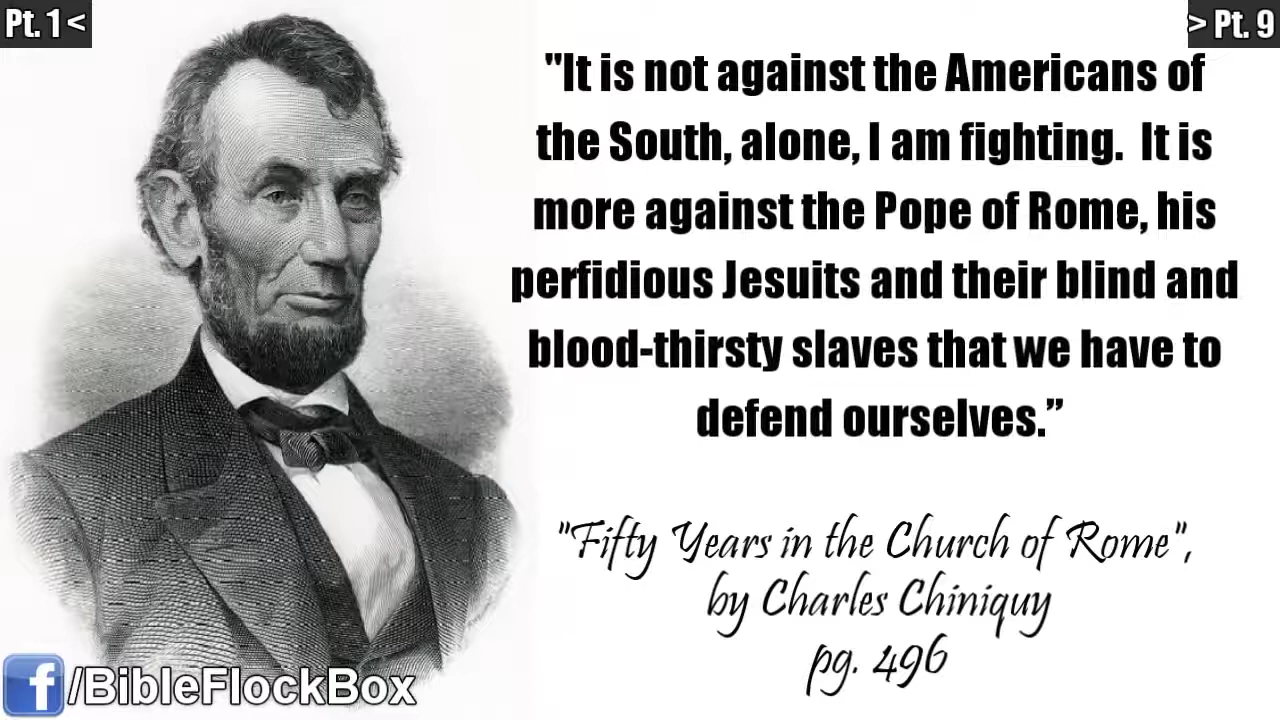 Pt. 1 <
> Pt. 9
"It is not against the Americans of
the South, alone, I am fighting.  It is
more against the Pope of Rome, his
perfidious Jesuits and their blind and
blood-thirsty slaves that we have to
defend ourselves.”
"Fifty Years in the Church of Rome",
by Charles Chiniquy
pg. 496
f/BibleFlockBox